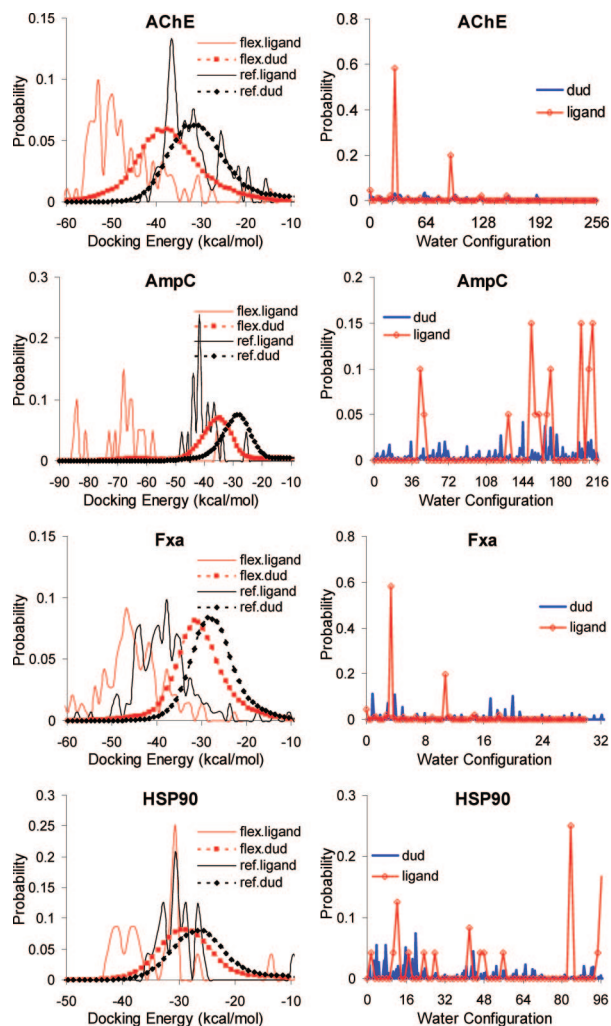 AChE
0.15
0.1
0.05
0
Probability
flex.ligand
flex.dud
ref.ligand
ref.dud
-60 -50 -40 -30 -20 -10
Docking Energy (kcal/mol)
AChE
0.8
0.6
0.4
0.2
0
Probability
dud
ligand
0 64 128 192 256
Water Configuration
AmpC
0.3
0.2
0.1
0
Probability
flex.ligand
flex.dud
ref.ligand
ref.dud
-90 -80 -70 -60 -50 -40 -30 -20 -10
Docking Energy (kcal/mol)
AmpC
0.2
0.15
0.1
0.05
0
Probability
dud
ligand
0 36 72 108 144 180 216
Water Configuration
Fxa
0.15
0.1
0.05
0
Probability
flex.ligand
flex.dud
ref.ligand
ref.dud
-60 -50 -40 -30 -20 -10
Docking Energy (kcal/mol)
Fxa
0.8
0.6
0.4
0.2
0
Probability
dud
ligand
0 8 16 24 32
Water Configuration
HSP90
0.3
0.25
0.2
0.15
0.1
0.05
0
Probability
flex.ligand
flex.dud
ref.ligand
ref.dud
-50 -40 -30 -20 -10
Docking Energy (kcal/mol)
HSP90
0.3
0.2
0.1
0
Probability
dud
ligand
0 16 32 48 64 80 96
Water Configuration